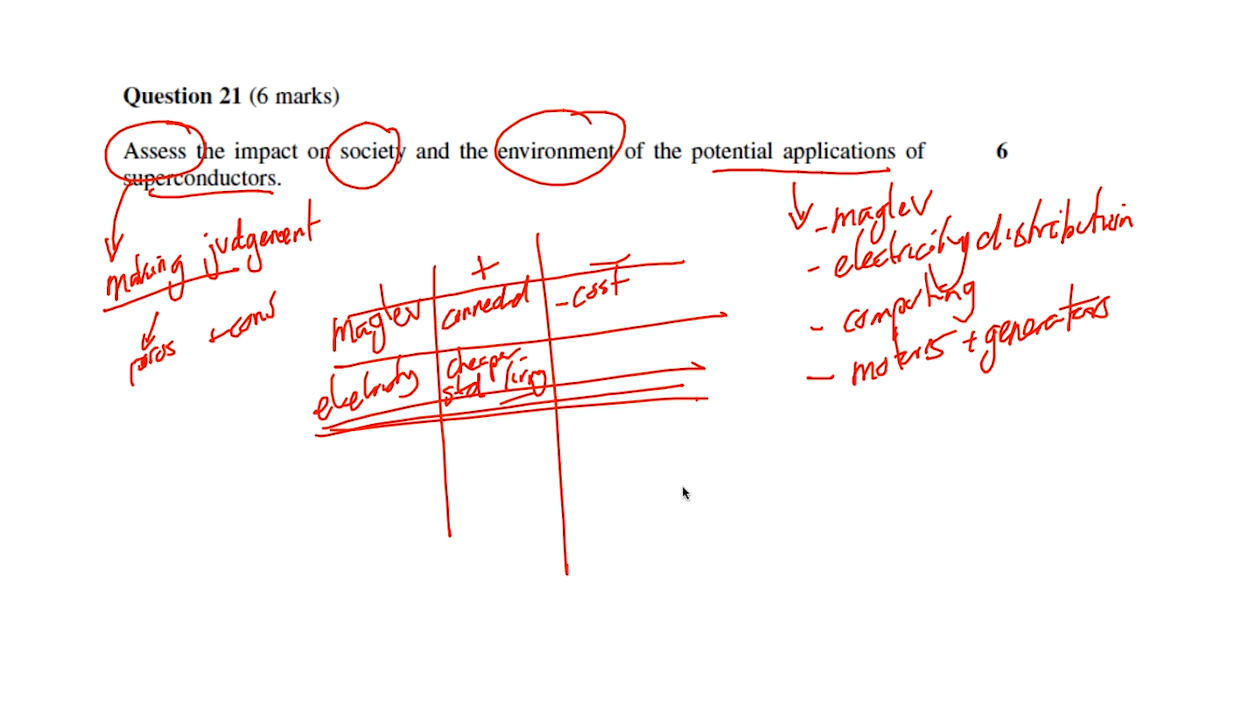 Question 21 (6 marks)
Assess the impact on society and the environment of the potential applications of 6
superconductors.
making judgement
pros + cons
+ -
maglev connected - cost
electricity cheaper
std living
- maglev
- electricity distribution
- computing
- motors + generators